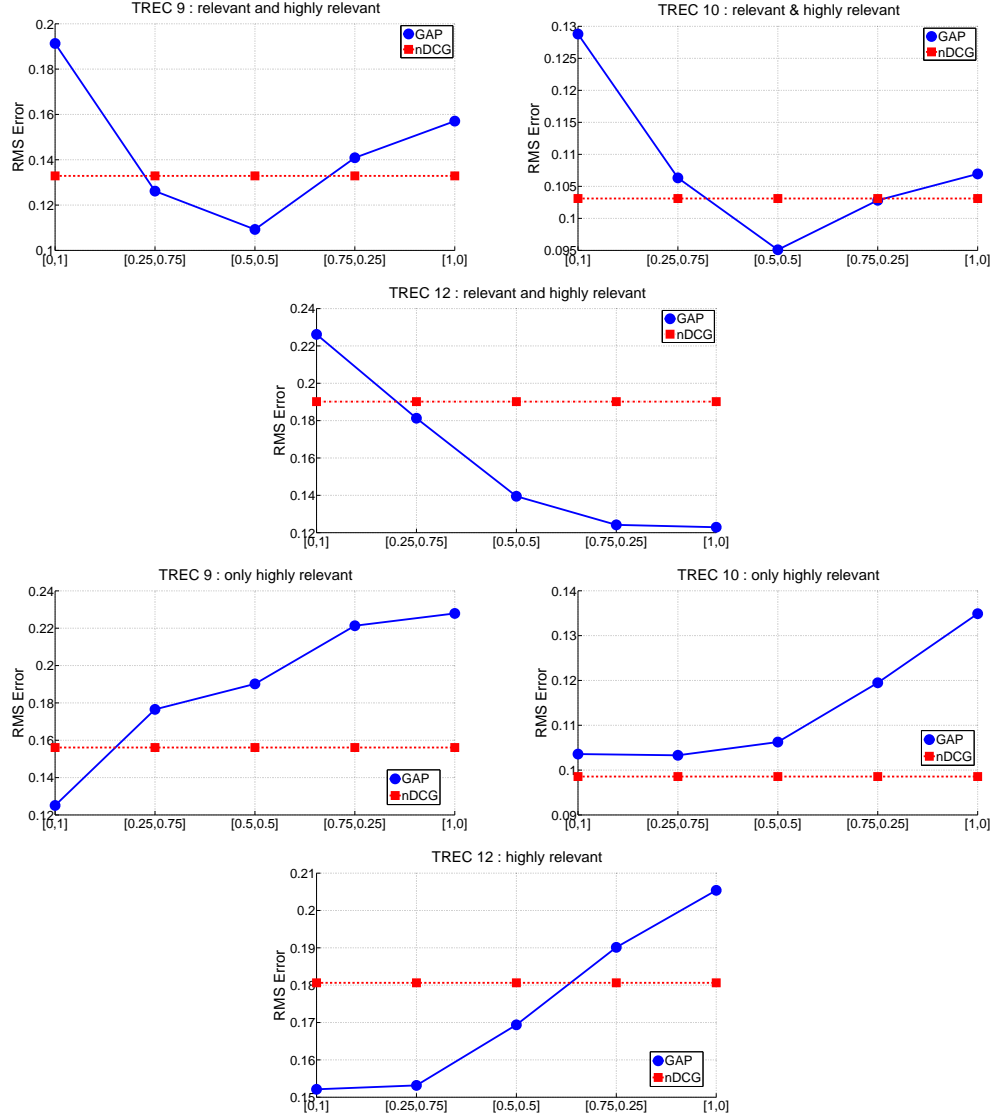 TREC 9 : relevant and highly relevant
0.2
0.18
0.16
0.14
0.12
0.1
RMS Error
GAP
nDCG
[0,1] [0.25,0.75] [0.5,0.5] [0.75,0.25] [1,0]
TREC 10 : relevant & highly relevant
0.13
0.125
0.12
0.115
0.11
0.105
0.1
0.095
RMS Error
GAP
nDCG
[0,1] [0.25,0.75] [0.5,0.5] [0.75,0.25] [1,0]
TREC 12 : relevant and highly relevant
0.24
0.22
0.2
0.18
0.16
0.14
0.12
RMS Error
GAP
nDCG
[0,1] [0.25,0.75] [0.5,0.5] [0.75,0.25] [1,0]
TREC 9 : only highly relevant
0.24
0.22
0.2
0.18
0.16
0.14
0.12
RMS Error
GAP
nDCG
[0,1] [0.25,0.75] [0.5,0.5] [0.75,0.25] [1,0]
TREC 10 : only highly relevant
0.14
0.13
0.12
0.11
0.1
0.09
RMS Error
GAP
nDCG
[0,1] [0.25,0.75] [0.5,0.5] [0.75,0.25] [1,0]
TREC 12 : highly relevant
0.21
0.2
0.19
0.18
0.17
0.16
0.15
RMS Error
GAP
nDCG
[0,1] [0.25,0.75] [0.5,0.5] [0.75,0.25] [1,0]